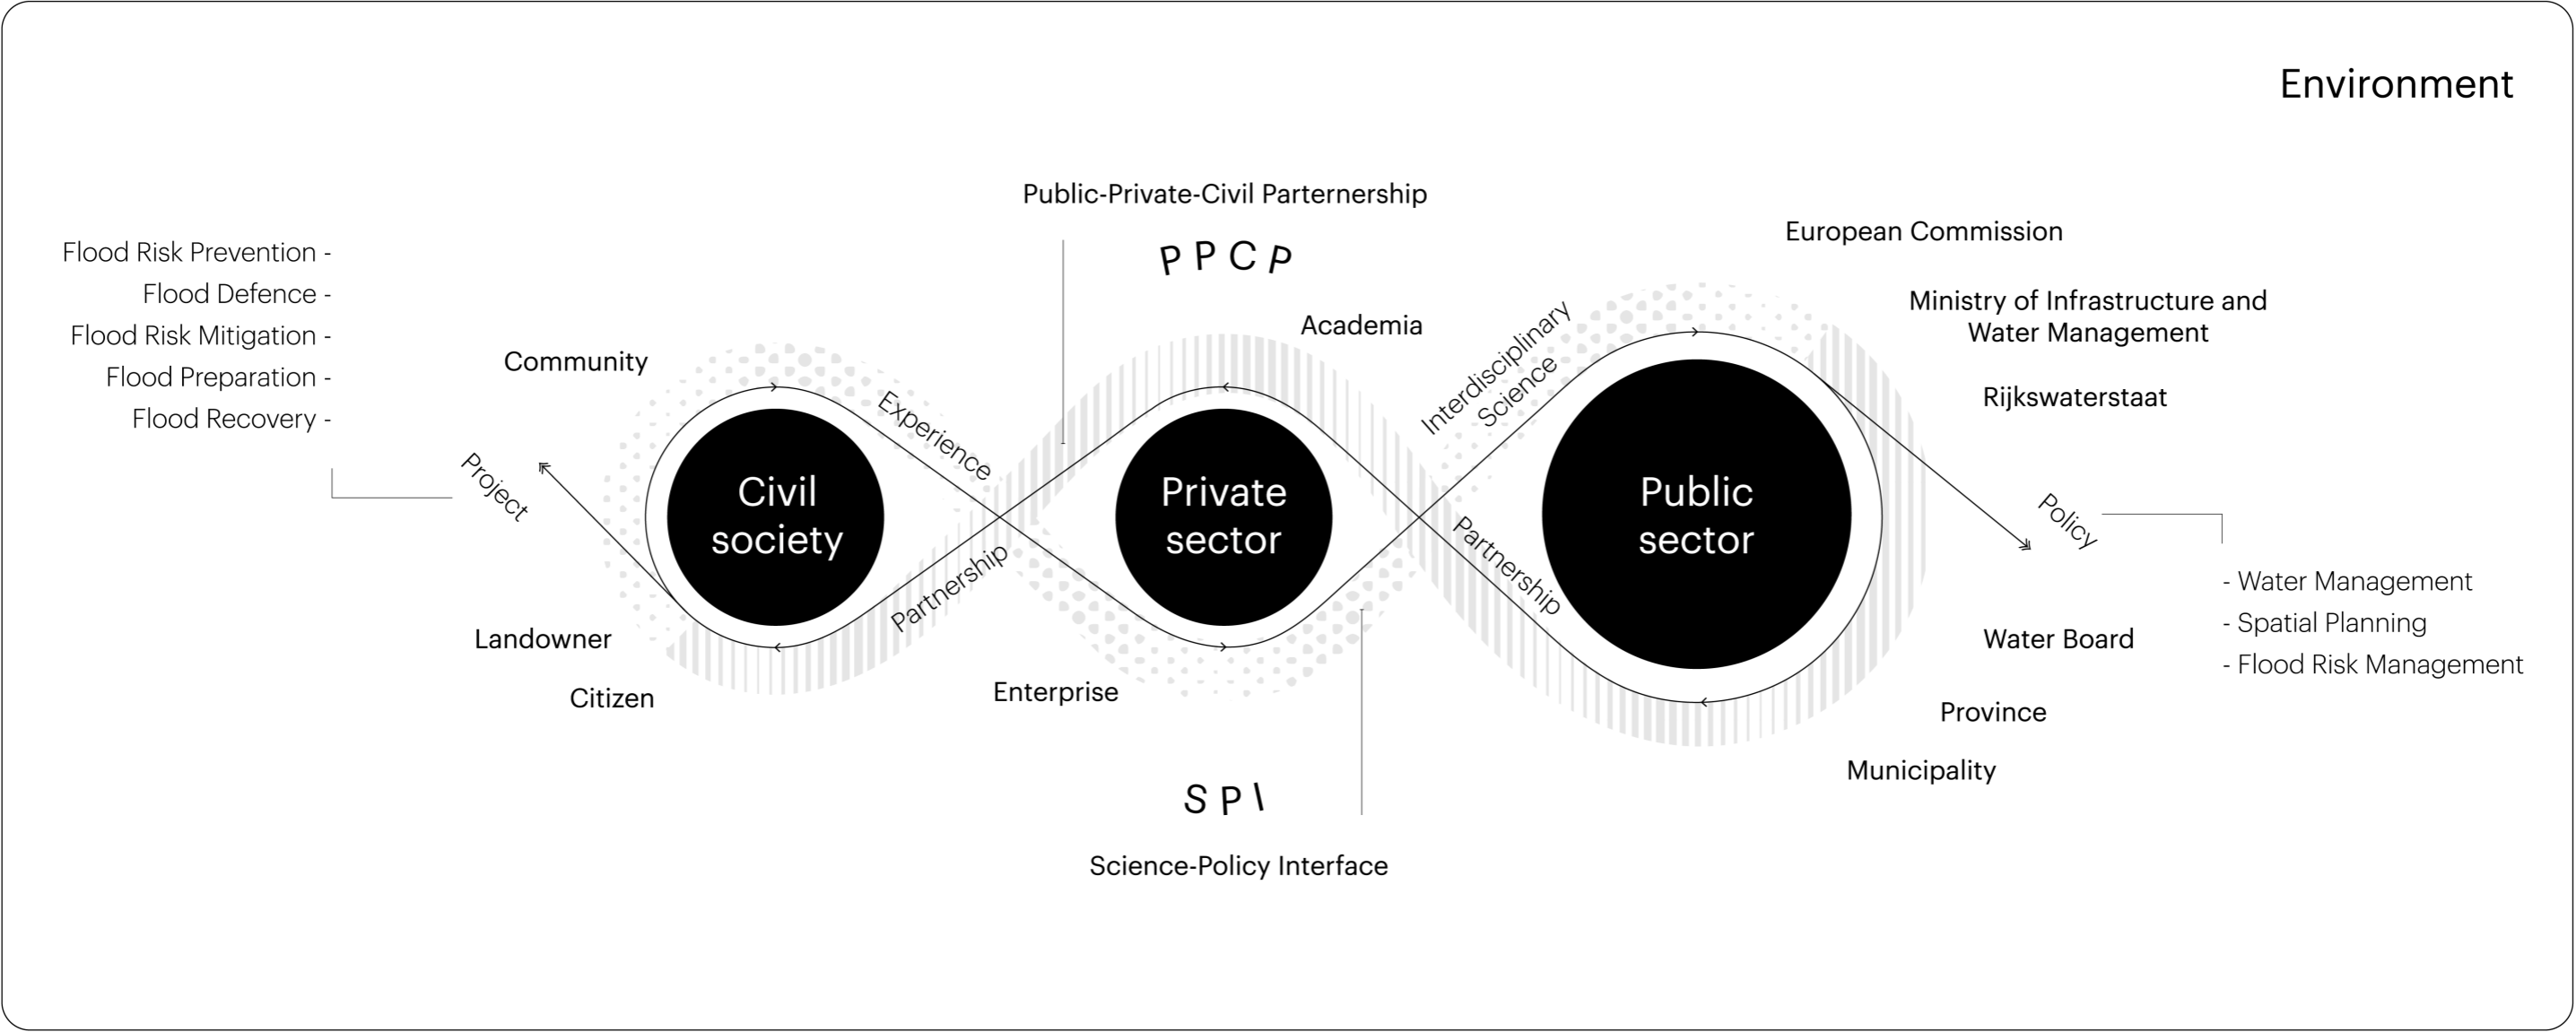 Environment
Public-Private-Civil Parternership
P P C P
Flood Risk Prevention -
Flood Defence -
Flood Risk Mitigation -
Flood Preparation -
Flood Recovery -
Project
Community
Landowner
Citizen
Civil
society
Experience
Partnership
Private
sector
Academia
Enterprise
Interdisciplinary
Science
Partnership
Public
sector
European Commission
Ministry of Infrastructure and
Water Management
Rijkswaterstaat
Policy
- Water Management
- Spatial Planning
- Flood Risk Management
Water Board
Province
Municipality
S P I
Science-Policy Interface